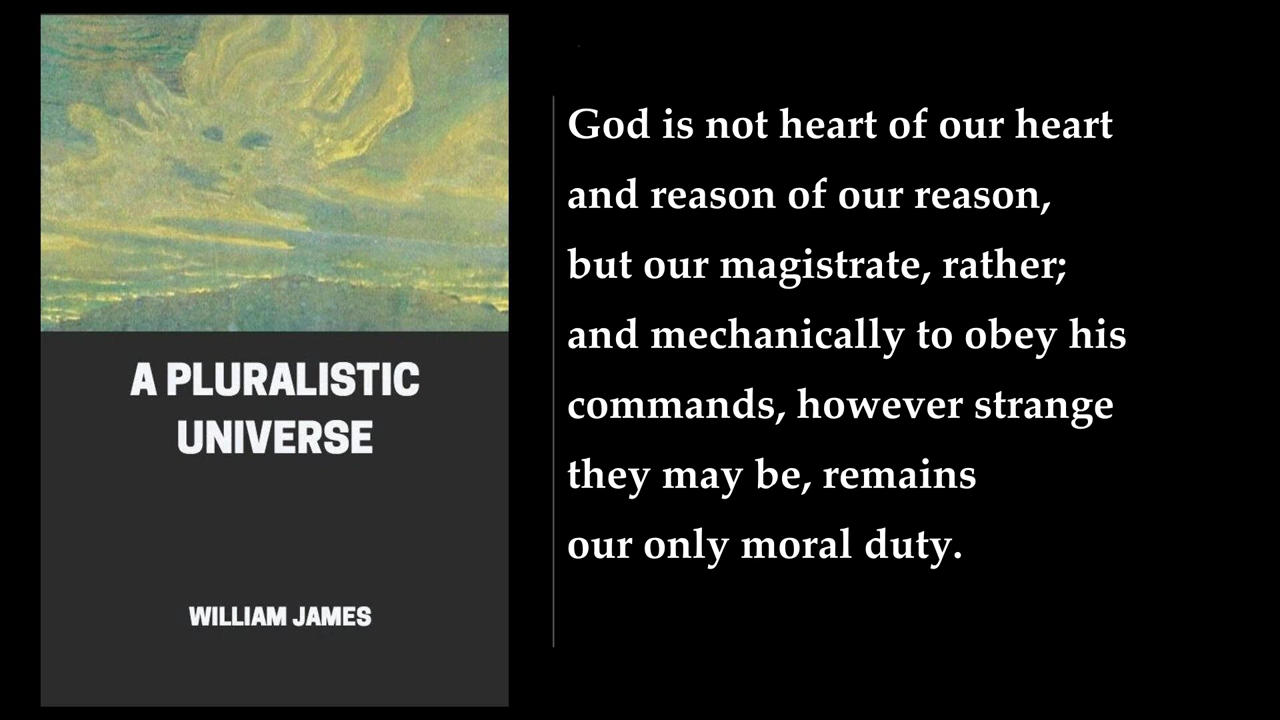 A PLURALISTIC
UNIVERSE
WILLIAM JAMES
God is not heart of our heart
and reason of our reason,
but our magistrate, rather;
and mechanically to obey his
commands, however strange
they may be, remains
our only moral duty.